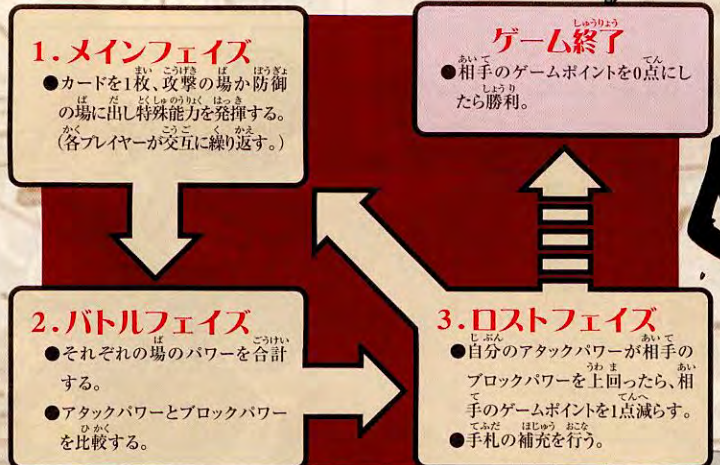 1.メインフェイズ
●カードを1枚、攻撃の場か防御
の場に出し特殊能力を発揮する。
(各プレイヤーが交互に繰り返す。)
2.バトルフェイズ
●それぞれの場のパワーを合計
する。
●アタックパワーとブロックパワー
を比較する。
3.ロストフェイズ
●自分のアタックパワーが相手の
ブロックパワーを上回ったら、相
手のゲームポイントを1点減らす。
●手札の補充を行う。
ゲーム終了
●相手のゲームポイントを0点にし
たら勝利。